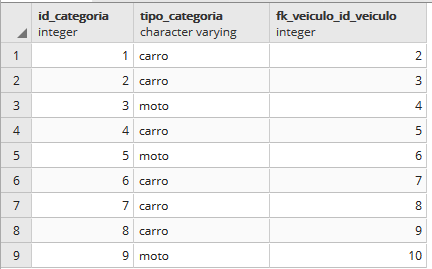 id_categoria tipo_categoria fk_veiculo_id_veiculo
integer character varying integer
1 1 carro 2
2 2 carro 3
3 3 moto 4
4 4 carro 5
5 5 moto 6
6 6 carro 7
7 7 carro 8
8 8 carro 9
9 9 moto 10